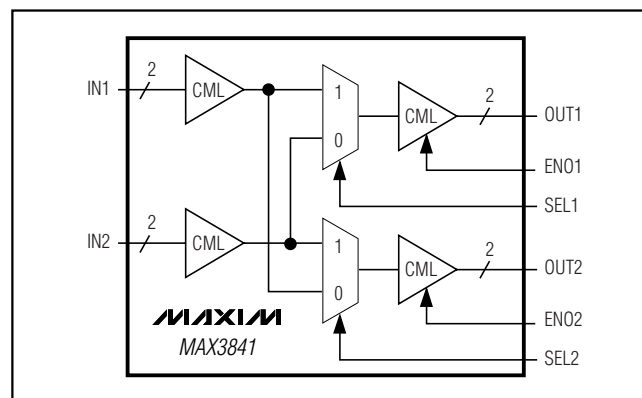 IN1
2
CML
1
0
CML
2
OUT1
ENO1
SEL1
IN2
2
CML
1
0
CML
2
OUT2
ENO2
SEL2
MAXIM
MAX3841